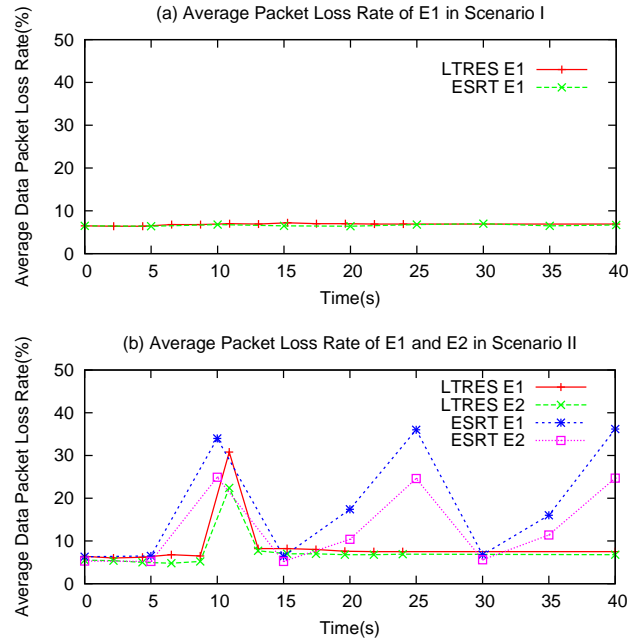 (a) Average Packet Loss Rate of E1 in Scenario I
Average Data Packet Loss Rate(%)
50
40
30
20
10
0
LTRES E1
ESRT E1
0 5 10 15 20 25 30 35 40
Time(s)
(b) Average Packet Loss Rate of E1 and E2 in Scenario II
Average Data Packet Loss Rate(%)
50
40
30
20
10
0
LTRES E1
LTRES E2
ESRT E1
ESRT E2
0 5 10 15 20 25 30 35 40
Time(s)